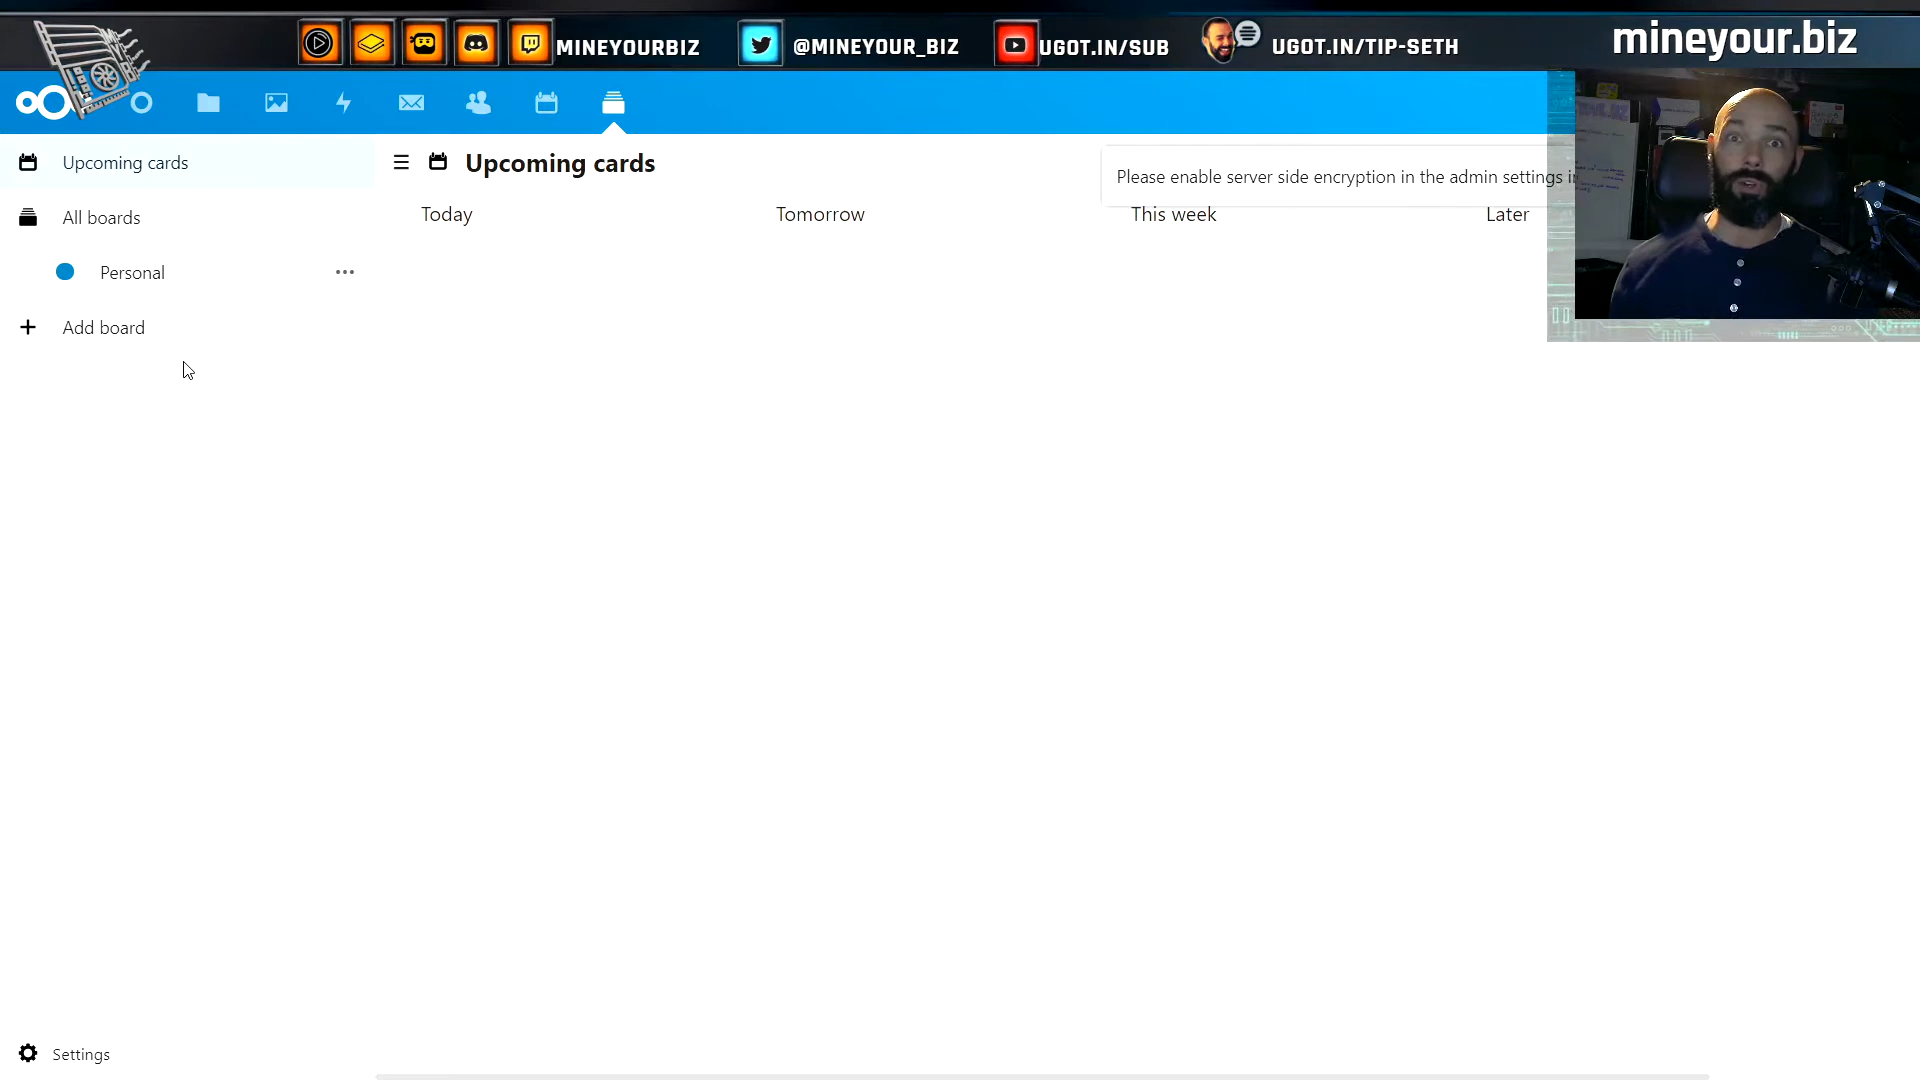 MINEYOURBIZ
@MINEYOUR_BIZ
UGOT.IN/SUB
UGOT.IN/TIP-SETH
mineyour.biz
Upcoming cards
Upcoming cards
Please enable server side encryption in the admin settings
All boards
Today
Tomorrow
This week
Later
Personal
Add board
Settings